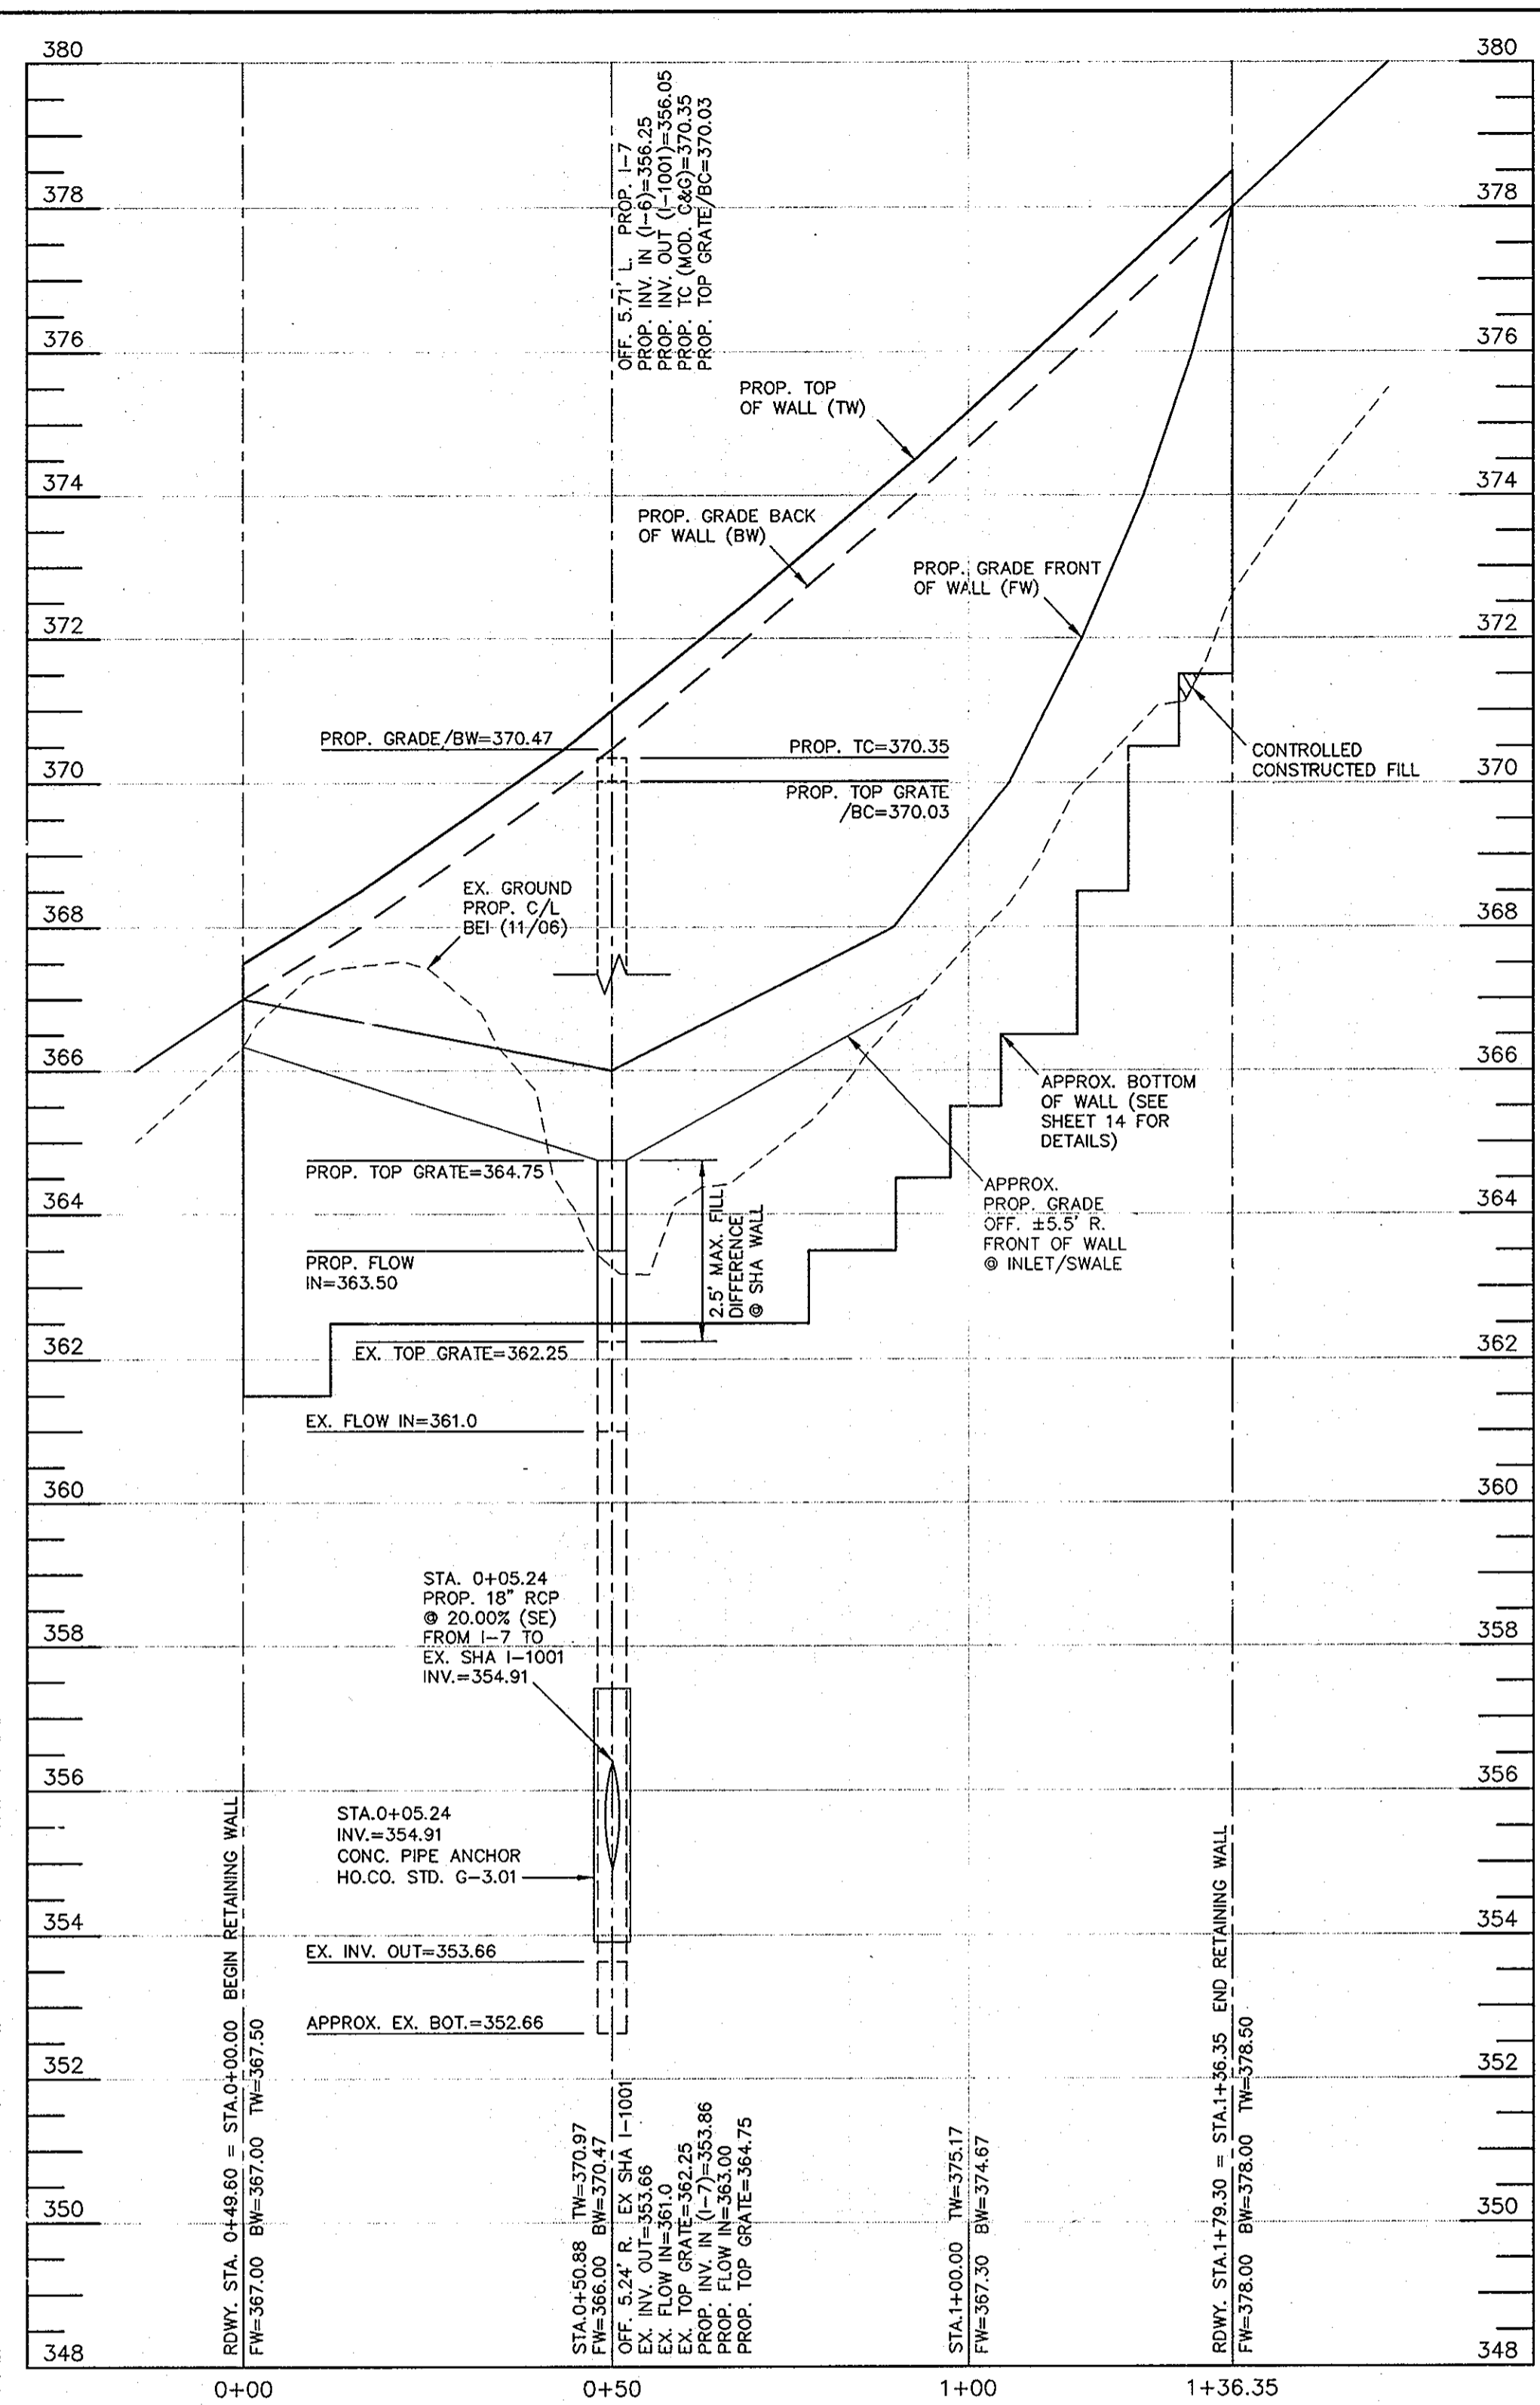 380
378
376
374
372
370
368
366
364
362
360
358
356
354
352
350
348
380
378
376
374
372
370
368
366
364
362
360
358
356
354
352
350
348
OFF. 5.71' L. PROP. I-7
PROP. INV. IN (I-6)=356.25
PROP. INV. OUT (I-1001)=356.05
PROP. TC (MOD. C&G)=370.35
PROP. TOP GRATE/BC=370.03
PROP. TOP
OF WALL (TW)
PROP. GRADE BACK
OF WALL (BW)
PROP. GRADE FRONT
OF WALL (FW)
PROP. GRADE/BW=370.47
PROP. TC=370.35
PROP. TOP GRATE
/BC=370.03
CONTROLLED
CONSTRUCTED FILL
EX. GROUND
PROP. C/L
BEI (11/06)
APPROX. BOTTOM
OF WALL (SEE
SHEET 14 FOR
DETAILS)
PROP. TOP GRATE=364.75
APPROX.
PROP. GRADE
OFF. ±5.5' R.
FRONT OF WALL
@ INLET/SWALE
2.5' MAX. FILL
DIFFERENCE
@ SHA WALL
PROP. FLOW
IN=363.50
EX. TOP GRATE=362.25
EX. FLOW IN=361.0
STA. 0+05.24
PROP. 18" RCP
@ 20.00% (SE)
FROM I-7 TO
EX. SHA I-1001
INV.=354.91
STA.0+05.24
INV.=354.91
CONC. PIPE ANCHOR
HO.CO. STD. G-3.01
EX. INV. OUT=353.66
APPROX. EX. BOT.=352.66
RDWY. STA. 0+49.60 = STA.0+00.00 BEGIN RETAINING WALL
FW=367.00 BW=367.00 TW=367.50
STA.0+50.88 TW=370.97
FW=366.00 BW=370.47
OFF. 5.24' R. EX SHA I-1001
EX. INV. OUT=353.66
EX. FLOW IN=361.0
EX. TOP GRATE=362.25
PROP. INV. IN (I-7)=353.86
PROP. FLOW IN=363.00
PROP. TOP GRATE=364.75
STA.1+00.00 TW=375.17
FW=367.30 BW=374.67
RDWY. STA.1+79.30 = STA.1+36.35 END RETAINING WALL
FW=378.00 BW=378.00 TW=378.50
0+00
0+50
1+00
1+36.35